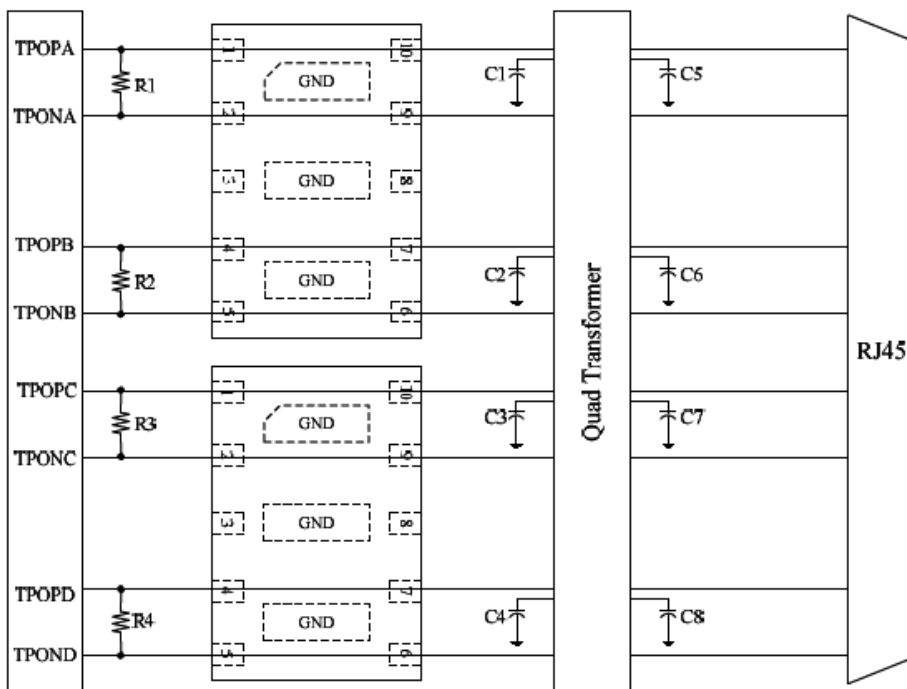 TPOPA
R1
TPONA
TPOPB
R2
TPONB
TPOPC
R3
TPONC
TPOPD
R4
TPOND
1
10
GND
2
9
3
GND
8
4
7
GND
5
6
1
10
GND
2
9
3
GND
8
4
7
GND
5
6
C1
C2
C3
C4
Quad Transformer
C5
C6
C7
C8
RJ45